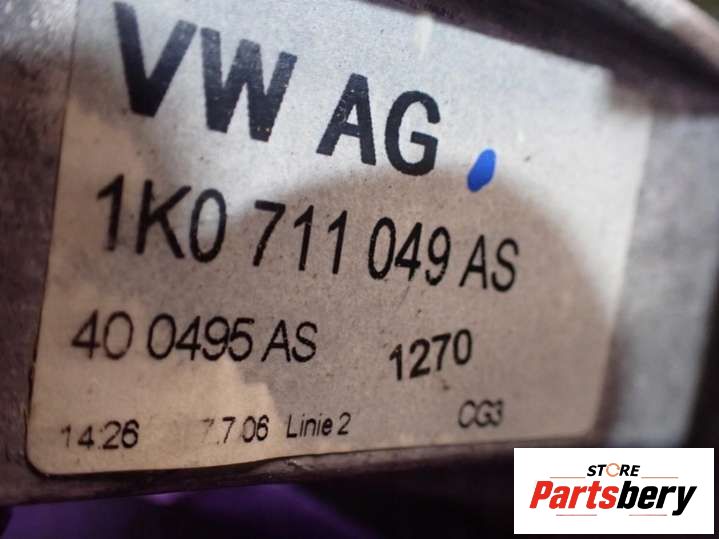 VW AG
1K0 711 049 AS
40 0495 AS 1270
14:26 7.7.06 Linie 2 CG3
STORE
Partsbery